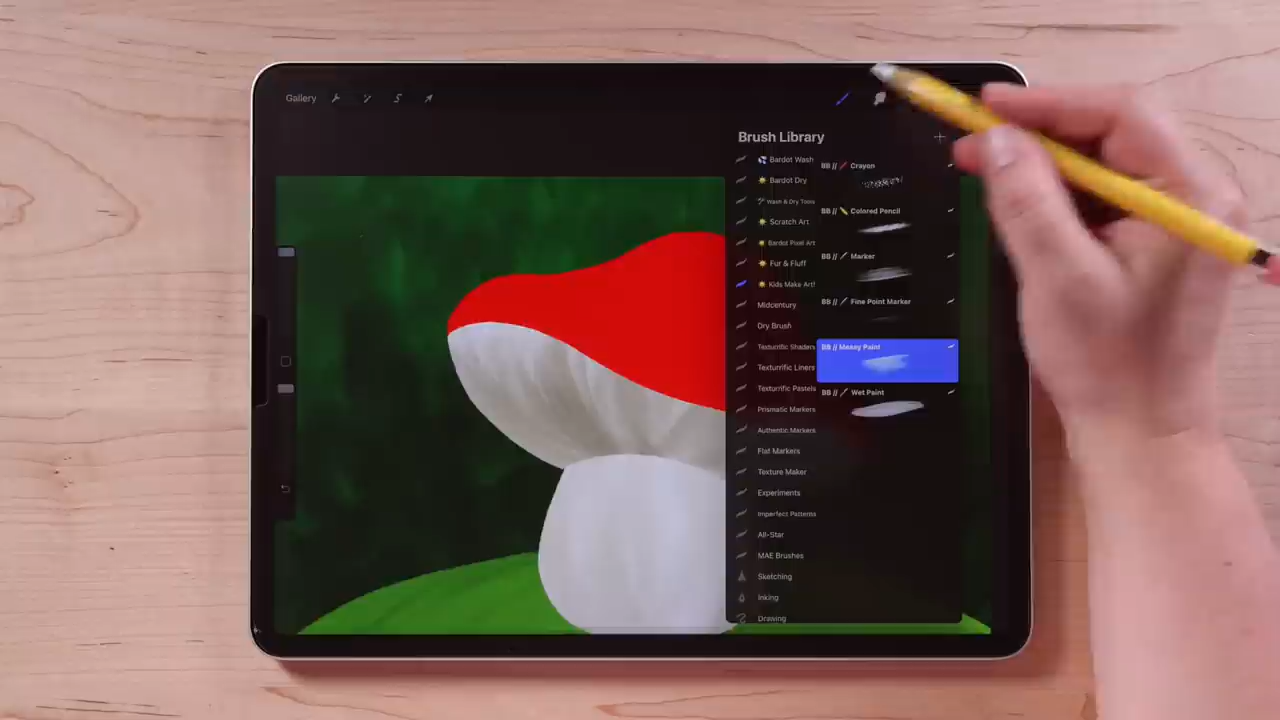 Gallery
Brush Library
Bardot Wash
Bardot Dry
Wash & Dry Tools
Scratch Art
Bardot Pixel Art
Fur & Fluff
Kids Make Art!
Midcentury
Dry Brush
Texturrific Shaders
Texturrific Liners
Texturrific Pastels
Prismatic Markers
Authentic Markers
Flat Markers
Texture Maker
Experiments
Imperfect Patterns
All-Star
MAE Brushes
Sketching
Inking
Drawing
BB // Crayon
BB // Colored Pencil
BB // Marker
BB // Fine Point Marker
BB // Messy Paint
BB // Wet Paint